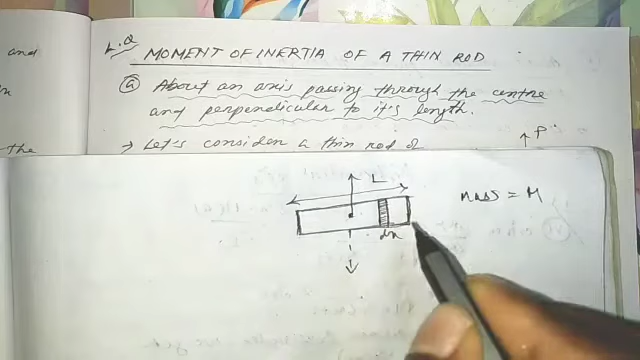 and
L.Q
MOMENT OF INERTIA OF A THIN ROD
(a) About an axis passing through the centre
and perpendicular to it's length.
the
→ Let's consider a thin rod of
P
L
MASS = M
dx